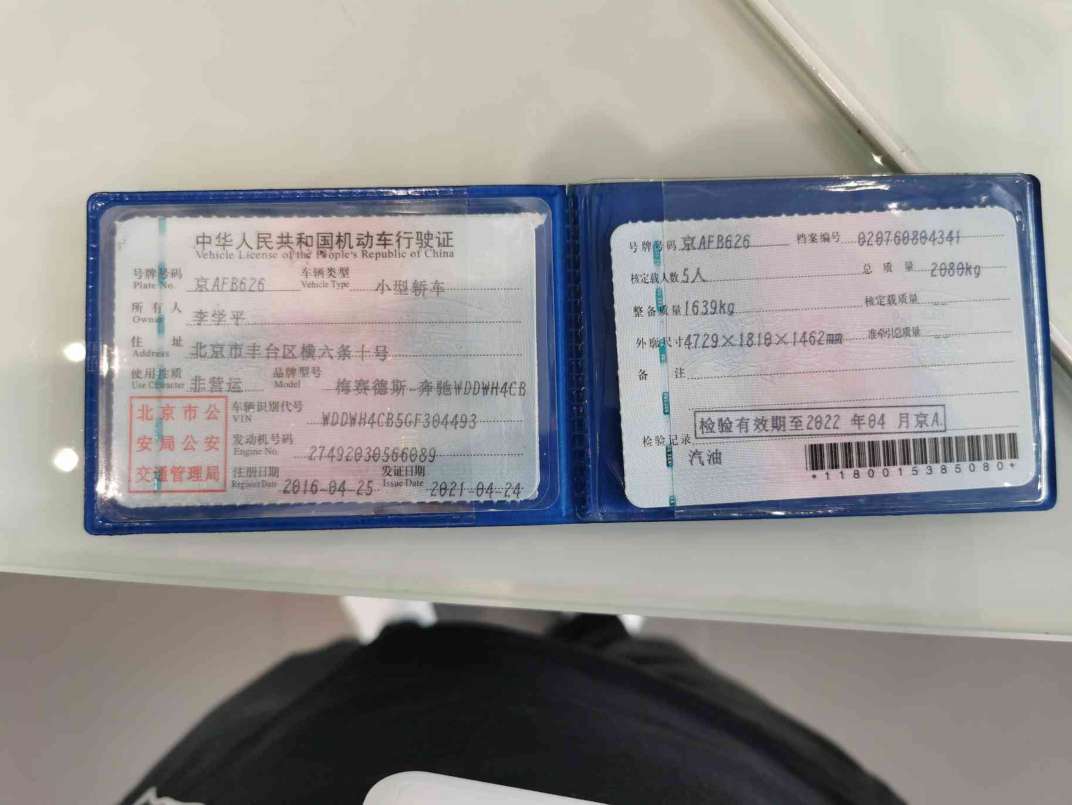 中华人民共和国机动车行驶证
Vehicle License of the People's Republic of China
号牌号码 Plate No. 京AFB626 车辆类型 Vehicle Type 小型轿车
所有人 Owner 李学平
住址 Address 北京市丰台区横六条十号
使用性质 Use Character 非营运 品牌型号 Model 梅赛德斯-奔驰WDDWH4CB
北京市公
安局公安
交通管理局
车辆识别代号 VIN WDDWH4CB5GF304493
发动机号码 Engine No. 27492030566089
注册日期 Register Date 2016-04-25 发证日期 Issue Date 2021-04-24
号牌号码 京AFB626 档案编号 020760804341
核定载人数 5人 总质量 2080kg
整备质量 1639kg 核定载质量 --
外廓尺寸 4729×1810×1462mm 准牵引总质量 --
备注
检验有效期至2022年04月京A.
检验记录
汽油
*1180015385080*